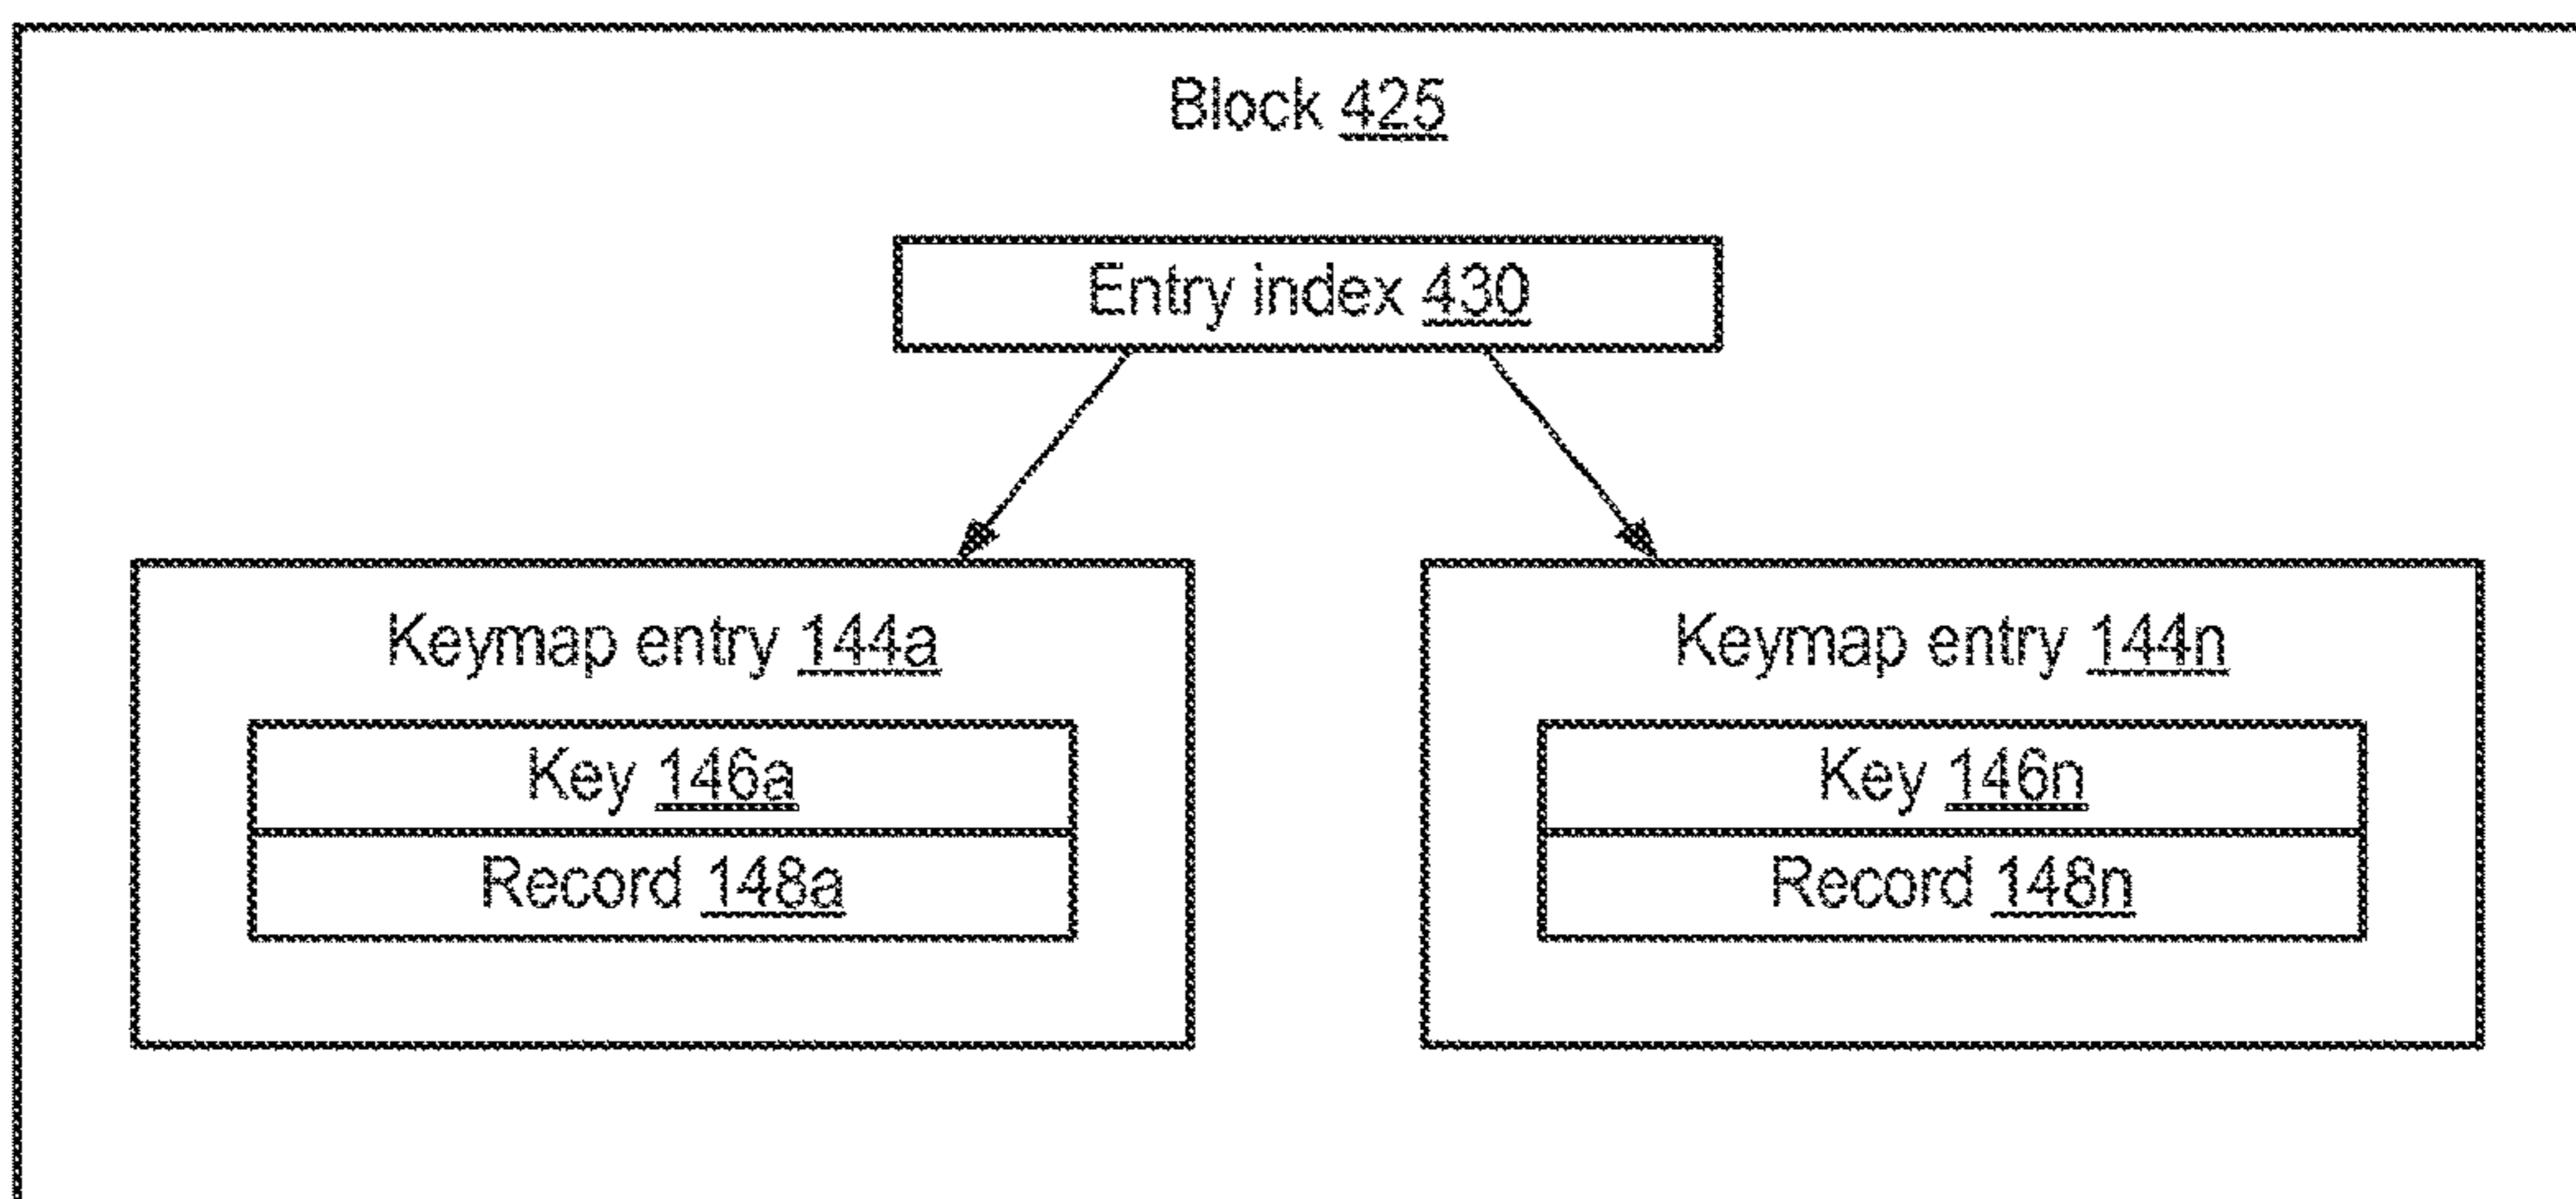 Block 425
Entry index 430
Keymap entry 144a
Keymap entry 144n
Key 146a
Key 146n
Record 148a
Record 148n